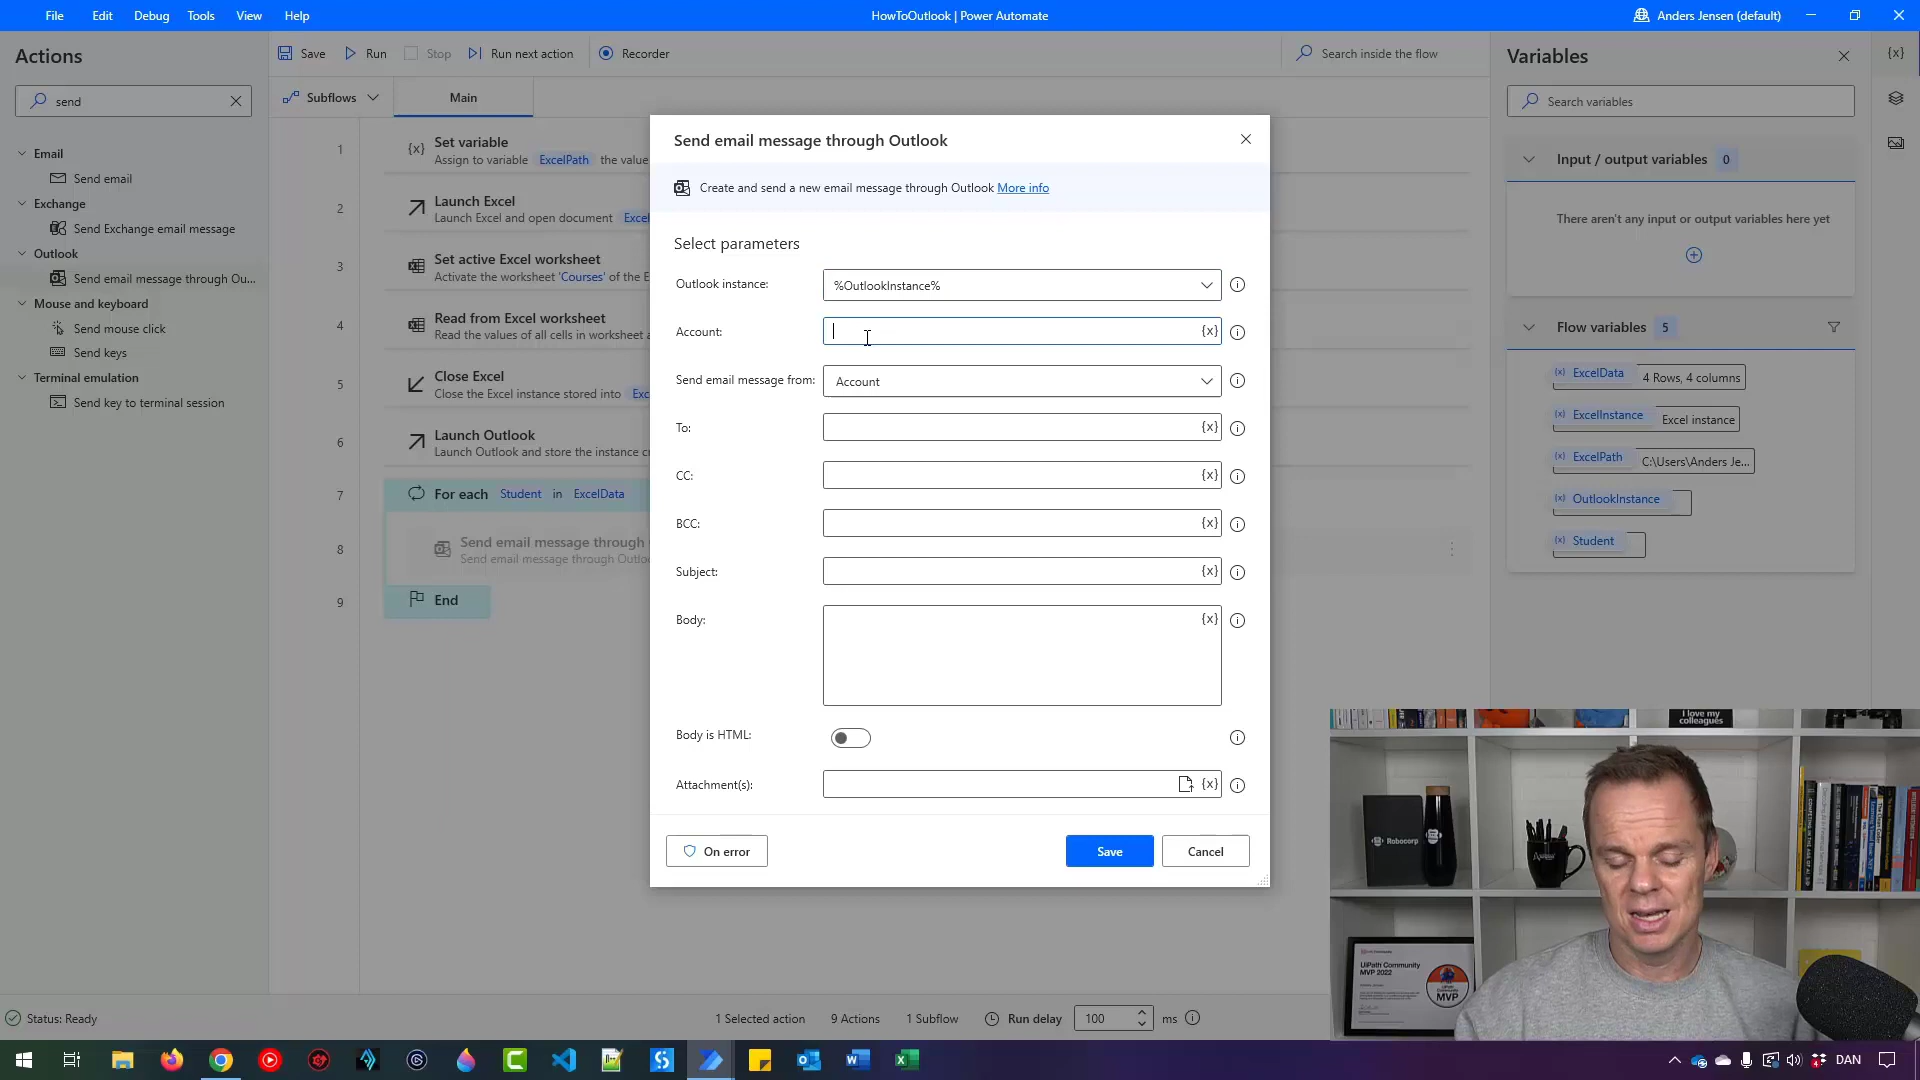 File Edit Debug Tools View Help
HowToOutlook | Power Automate
Anders Jensen (default)
Actions
send
Email
Send email
Exchange
Send Exchange email message
Outlook
Send email message through Ou...
Mouse and keyboard
Send mouse click
Send keys
Terminal emulation
Send key to terminal session
Save Run Stop Run next action Recorder
Search inside the flow
Subflows Main
1 {x} Set variable
Assign to variable ExcelPath the value
2 Launch Excel
Launch Excel and open document Exce
3 Set active Excel worksheet
Activate the worksheet 'Courses' of the E
4 Read from Excel worksheet
Read the values of all cells in worksheet a
5 Close Excel
Close the Excel instance stored into Exc
6 Launch Outlook
Launch Outlook and store the instance cr
7 For each Student in ExcelData
8 Send email message through
Send email message through Outlo
9 End
Send email message through Outlook
Create and send a new email message through Outlook More info
Select parameters
Outlook instance: %OutlookInstance%
Account: {x}
Send email message from: Account
To: {x}
CC: {x}
BCC: {x}
Subject: {x}
Body: {x}
Body is HTML:
Attachment(s): {x}
On error Save Cancel
Variables
{x}
Search variables
Input / output variables 0
There aren't any input or output variables here yet
Flow variables 5
(x) ExcelData 4 Rows, 4 columns
(x) ExcelInstance Excel instance
(x) ExcelPath C:\Users\Anders Je...
(x) OutlookInstance
(x) Student
I love my
colleagues
Robocorp
UiPath Community
MVP 2022
MVP
Status: Ready
1 Selected action 9 Actions 1 Subflow Run delay 100 ms
DAN